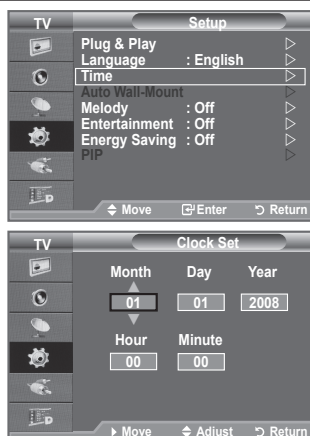 TV
Setup
Plug & Play
Language : English
Time
Auto Wall-Mount
Melody : Off
Entertainment : Off
Energy Saving : Off
PIP
Move Enter Return
TV
Clock Set
Month Day Year
01 01 2008
Hour Minute
00 00
Move Adjust Return